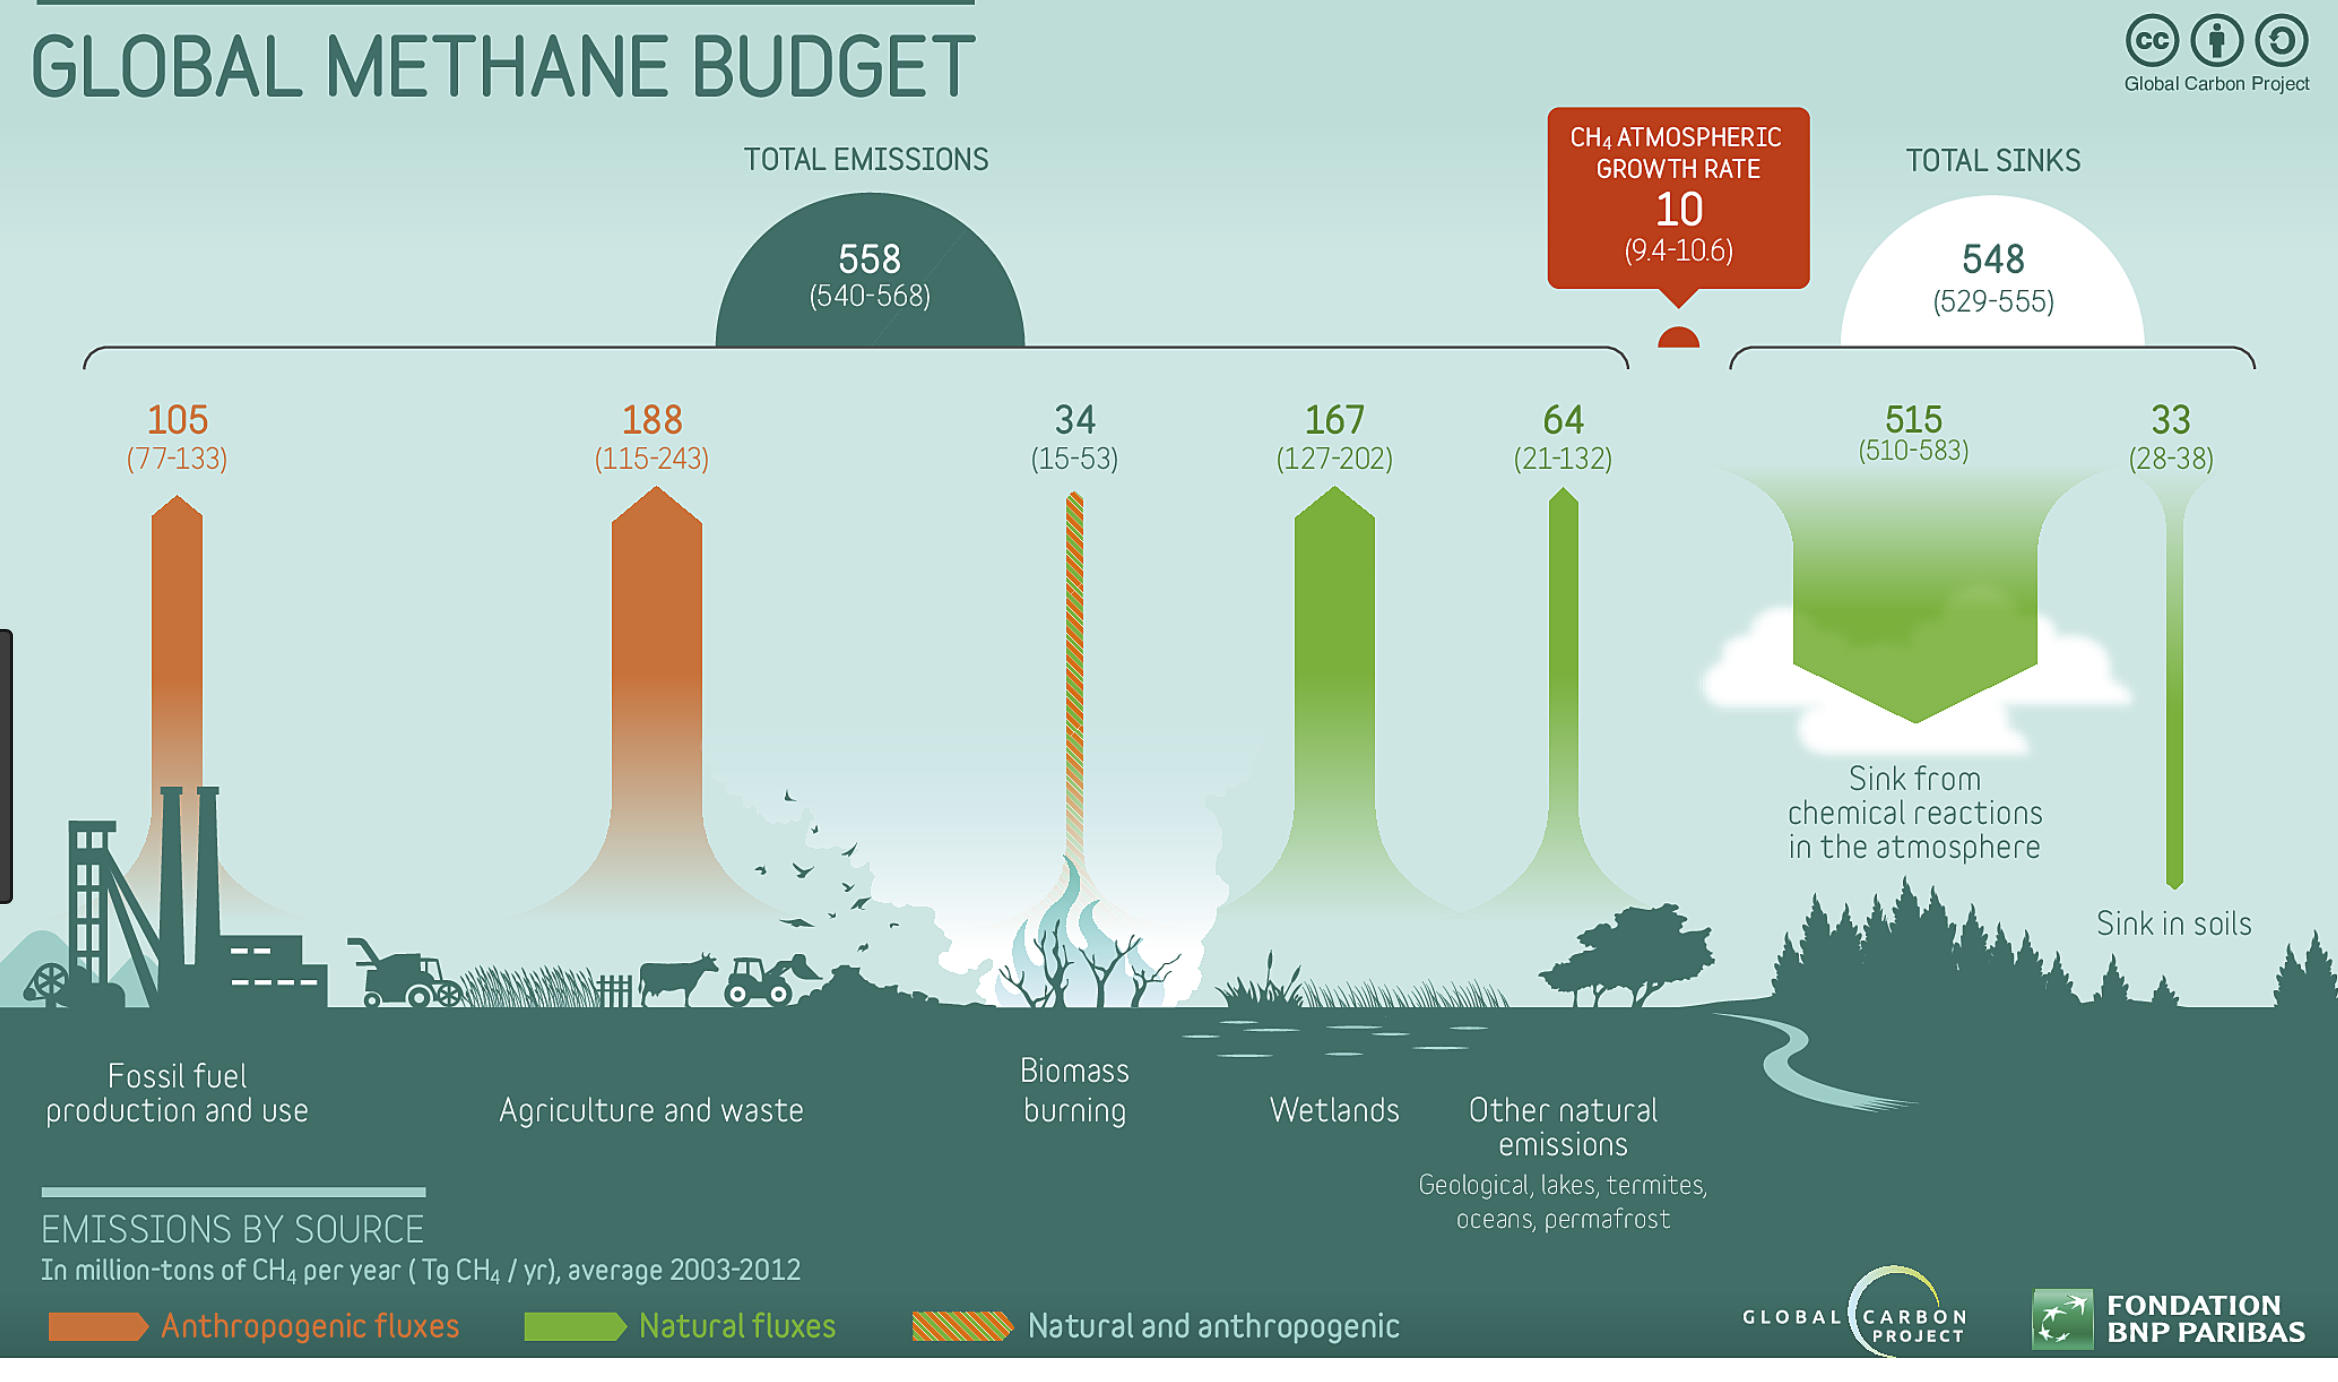 GLOBAL METHANE BUDGET
cc
Global Carbon Project
TOTAL EMISSIONS
558
(540-568)
CH₄ ATMOSPHERIC
GROWTH RATE
10
(9.4-10.6)
TOTAL SINKS
548
(529-555)
105
(77-133)
188
(115-243)
34
(15-53)
167
(127-202)
64
(21-132)
515
(510-583)
33
(28-38)
Sink from
chemical reactions
in the atmosphere
Sink in soils
Fossil fuel
production and use
Agriculture and waste
Biomass
burning
Wetlands
Other natural
emissions
Geological, lakes, termites,
oceans, permafrost
EMISSIONS BY SOURCE
In million-tons of CH₄ per year ( Tg CH₄ / yr), average 2003-2012
Anthropogenic fluxes
Natural fluxes
Natural and anthropogenic
GLOBAL CARBON
PROJECT
FONDATION
BNP PARIBAS